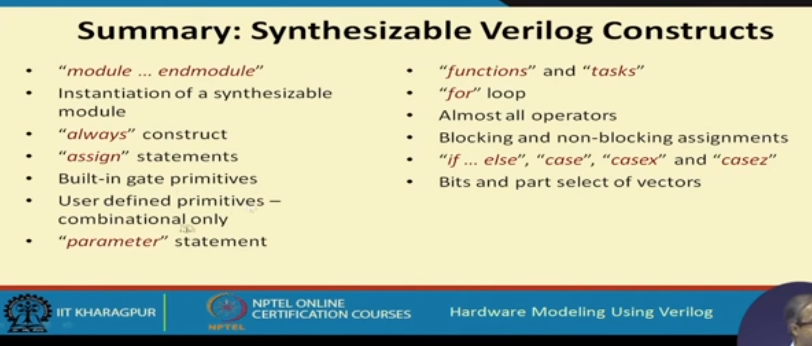 Summary: Synthesizable Verilog Constructs
• "module ... endmodule"
• Instantiation of a synthesizable
module
• "always" construct
• "assign" statements
• Built-in gate primitives
• User defined primitives –
combinational only
• "parameter" statement
• "functions" and "tasks"
• "for" loop
• Almost all operators
• Blocking and non-blocking assignments
• "if ... else", "case", "casex" and "casez"
• Bits and part select of vectors
IIT KHARAGPUR
NPTEL
NPTEL ONLINE
CERTIFICATION COURSES
Hardware Modeling Using Verilog